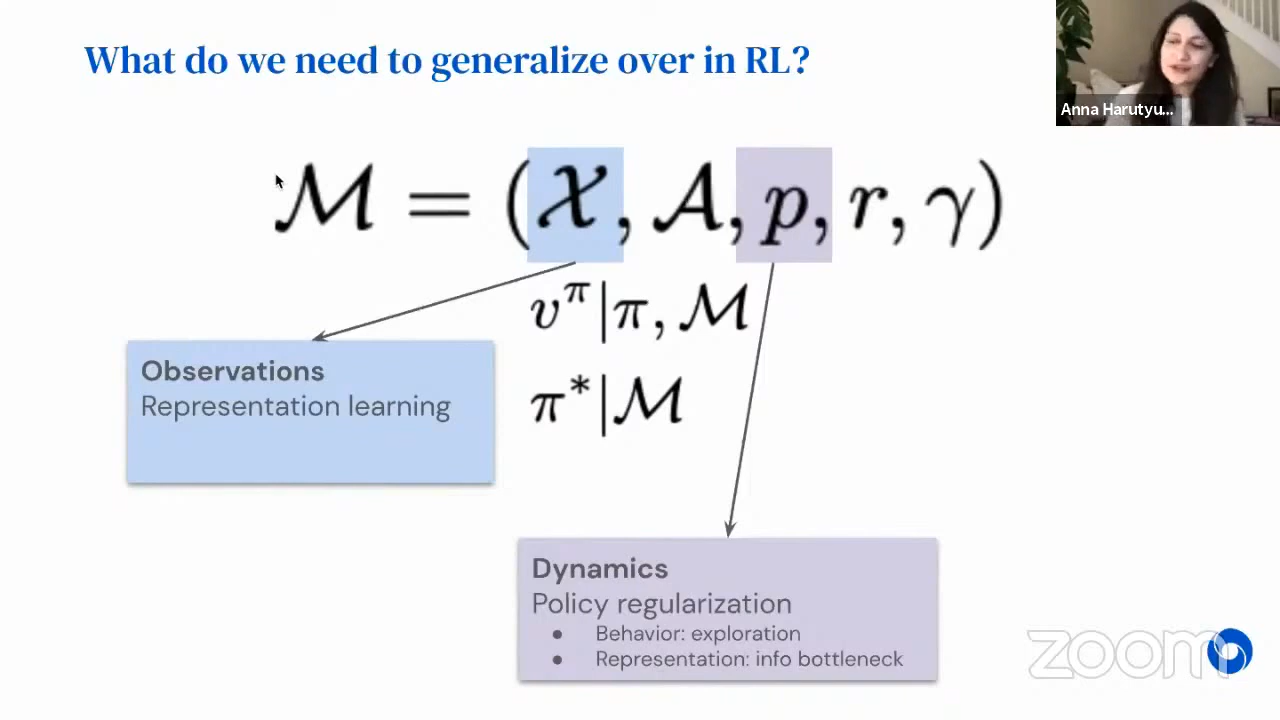 What do we need to generalize over in RL?
Anna Harutyu...
ℳ = (𝒳, 𝒜, p, r, γ)
v^π|π, ℳ
π*|ℳ
Observations
Representation learning
Dynamics
Policy regularization
● Behavior: exploration
● Representation: info bottleneck
zoom